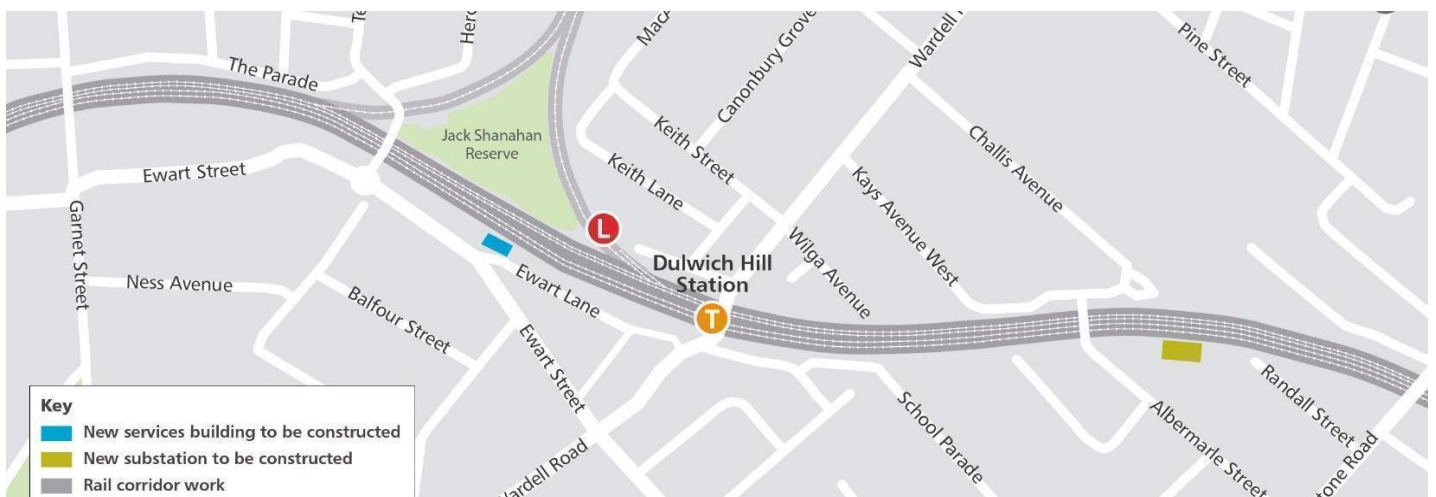 The Parade
Canonbury Grove
Pine Street
Jack Shanahan
Reserve
Keith Street
Challis Avenue
Ewart Street
Keith Lane
Kays Avenue West
Garnet Street
L
Wilga Avenue
Dulwich Hill
Station
Ness Avenue
Ewart Lane
T
Balfour Street
Ewart Street
Randall Street
School Parade
Albermarle Street
Key
New services building to be constructed
New substation to be constructed
Rail corridor work
Wardell Road